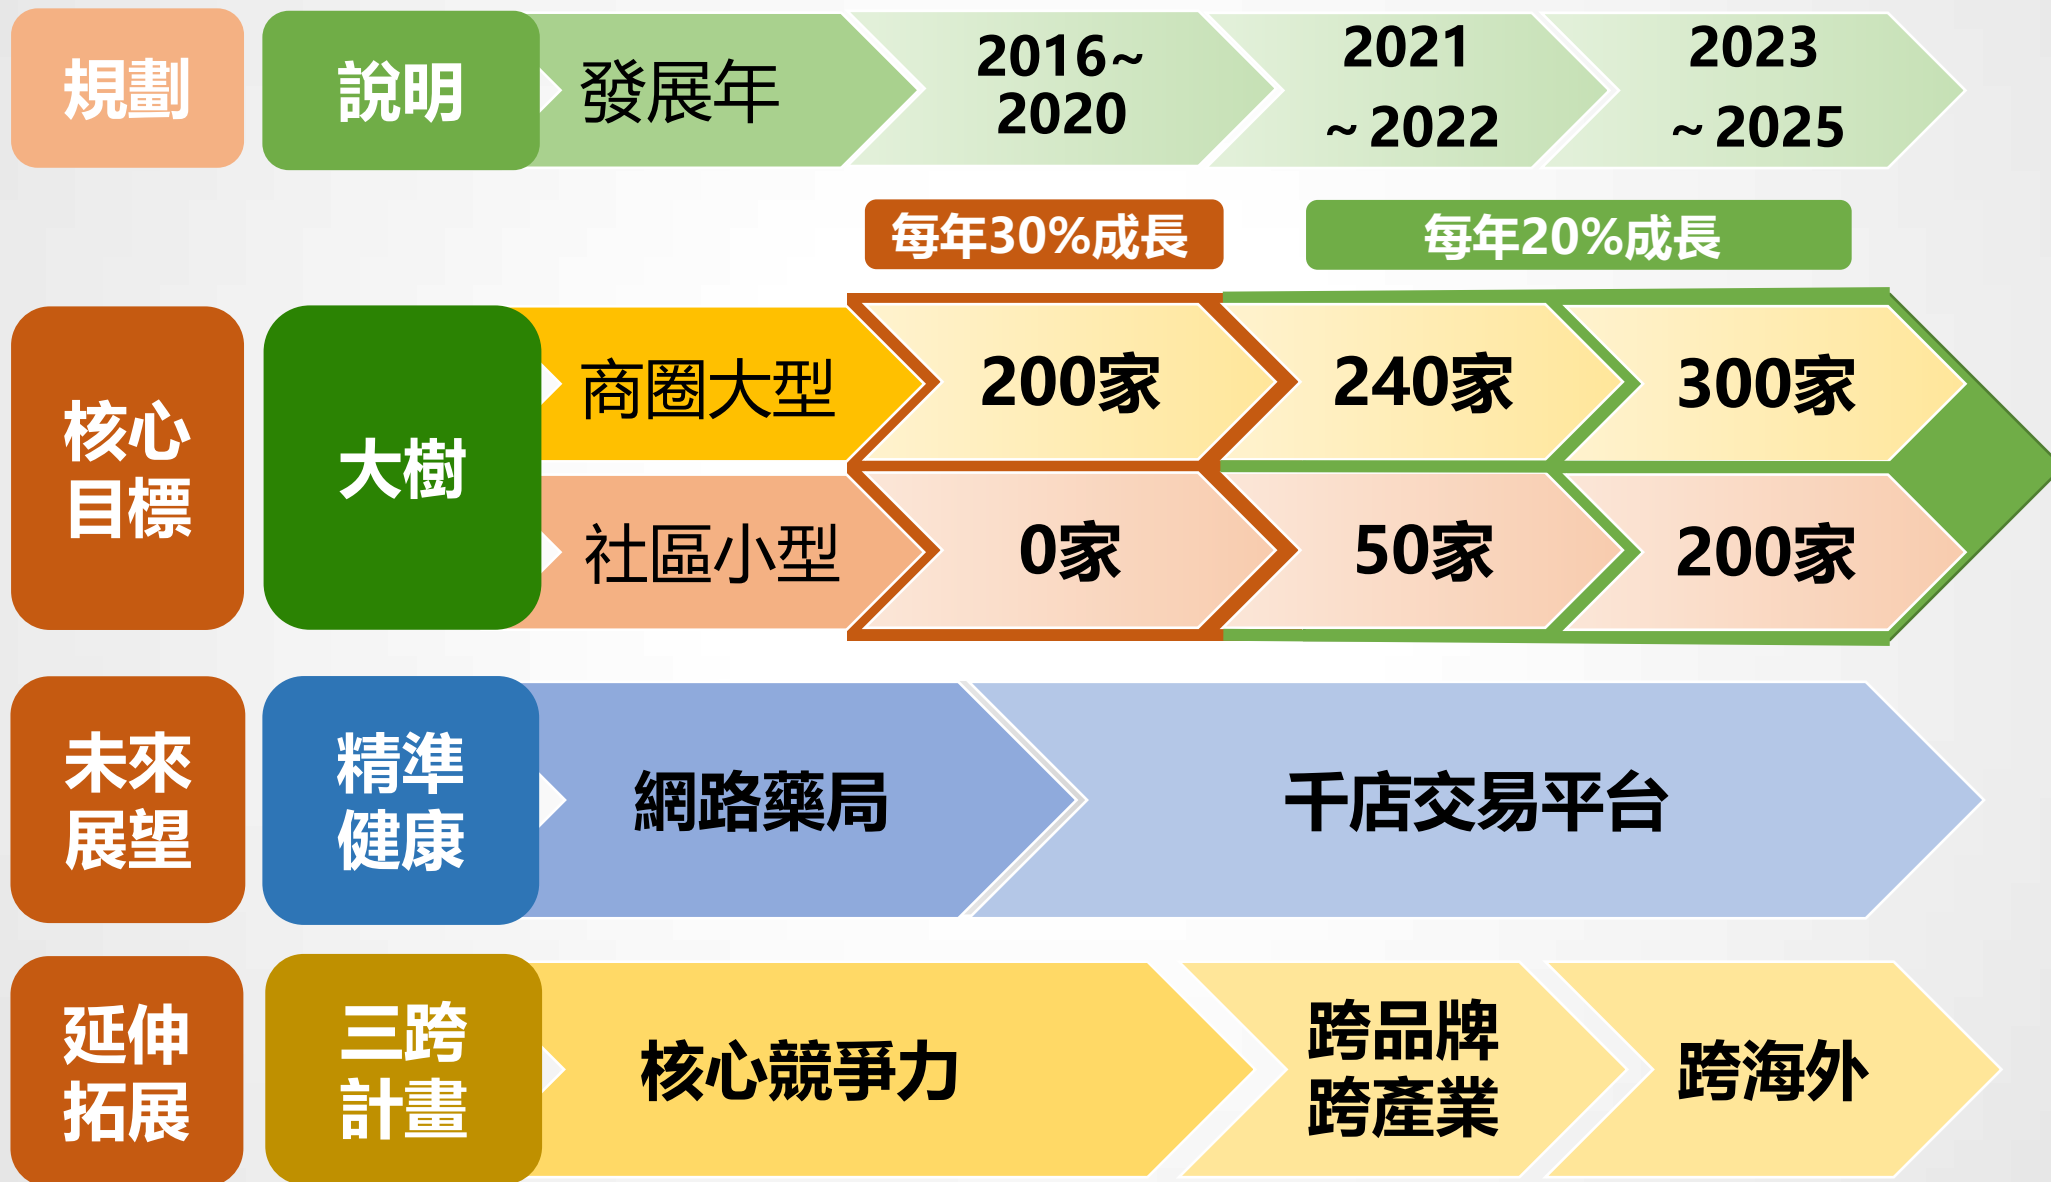 規劃
說明
發展年
2016~
2020
2021
~2022
2023
~2025
每年30%成長
每年20%成長
核心
目標
大樹
商圈大型
200家
240家
300家
社區小型
0家
50家
200家
未來
展望
精準
健康
網路藥局
千店交易平台
延伸
拓展
三跨
計畫
核心競爭力
跨品牌
跨產業
跨海外